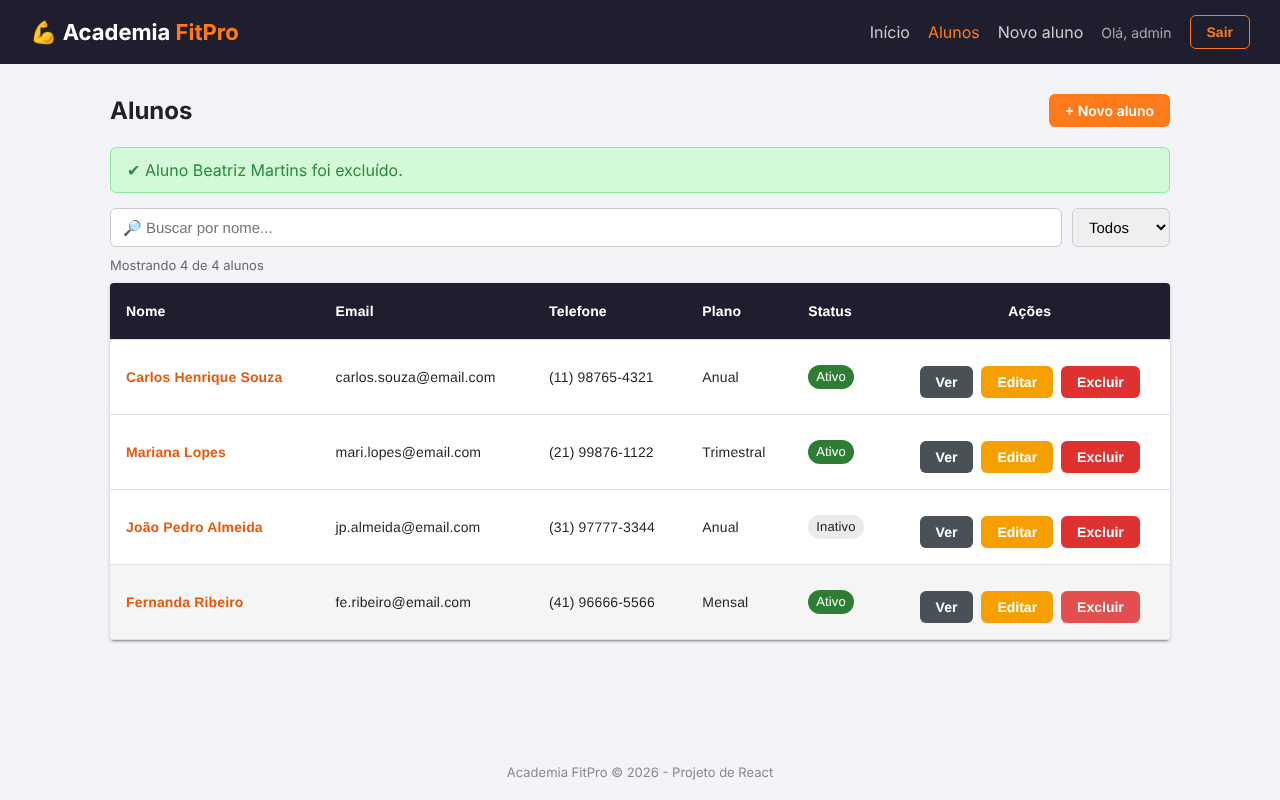 💪 Academia FitPro
Início Alunos Novo aluno Olá, admin Sair
Alunos
+ Novo aluno
✔ Aluno Beatriz Martins foi excluído.
🔎 Buscar por nome... Todos
Mostrando 4 de 4 alunos
Nome Email Telefone Plano Status Ações
Carlos Henrique Souza carlos.souza@email.com (11) 98765-4321 Anual Ativo Ver Editar Excluir
Mariana Lopes mari.lopes@email.com (21) 99876-1122 Trimestral Ativo Ver Editar Excluir
João Pedro Almeida jp.almeida@email.com (31) 97777-3344 Anual Inativo Ver Editar Excluir
Fernanda Ribeiro fe.ribeiro@email.com (41) 96666-5566 Mensal Ativo Ver Editar Excluir
Academia FitPro © 2026 - Projeto de React